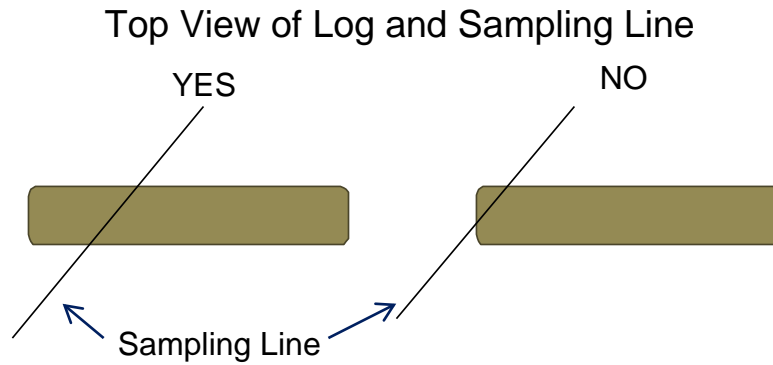 Top View of Log and Sampling Line
YES
NO
Sampling Line